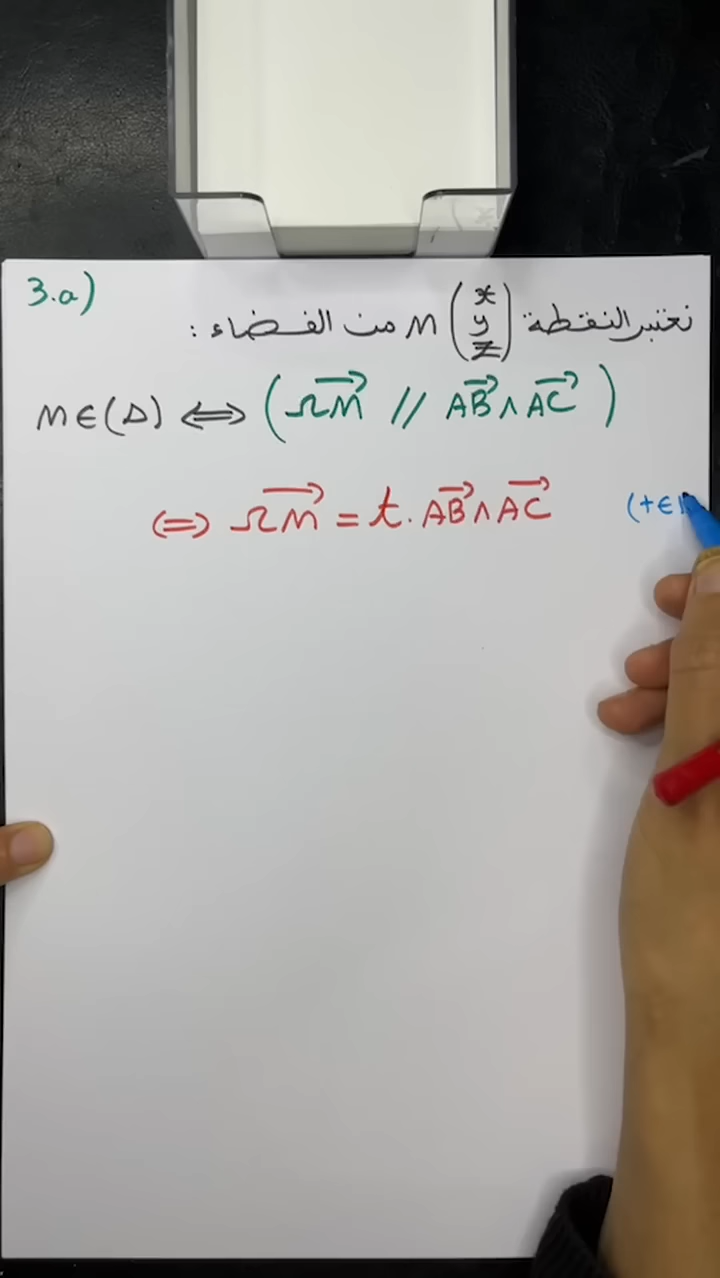 3.a)
نعتبر النقطة M (x y z) من الفضاء :
M∈(Δ) ⟺ (ΩM⃗ // AB⃗ ∧ AC⃗)
⟺ ΩM⃗ = t. AB⃗ ∧ AC⃗ (t∈